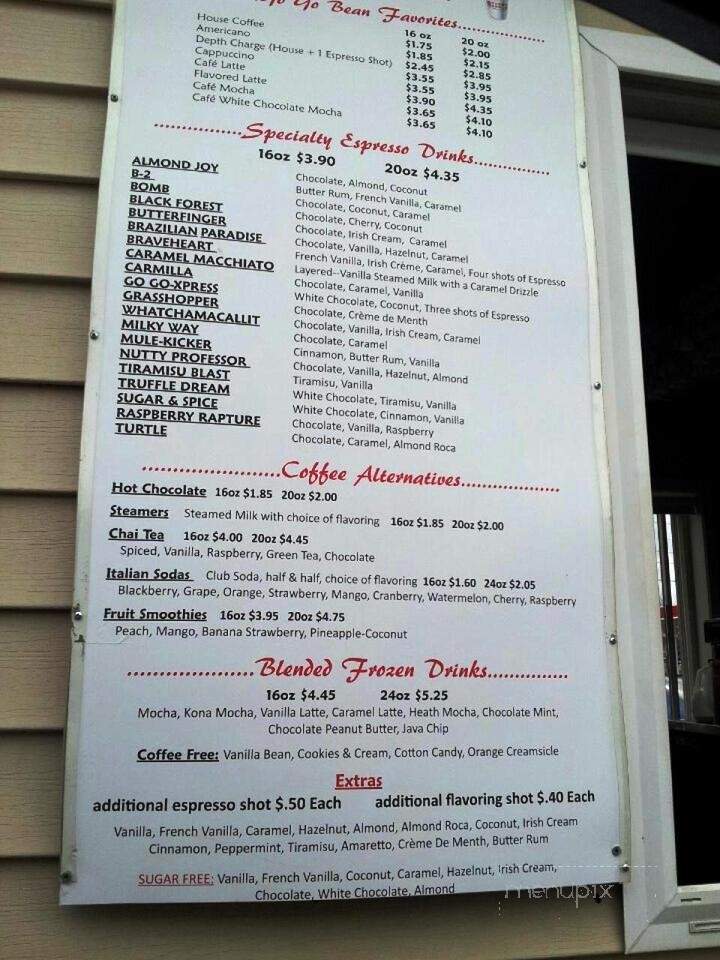 Bean Favorites....................
16 oz 20 oz
House Coffee $1.75 $2.00
Americano $1.85 $2.15
Depth Charge (House + 1 Espresso Shot) $2.45 $2.85
Cappuccino $3.55 $3.95
Café Latte $3.55 $3.95
Flavored Latte $3.90 $4.35
Café Mocha $3.65 $4.10
Café White Chocolate Mocha $3.65 $4.10
................Specialty Espresso Drinks................
16oz $3.90 20oz $4.35
ALMOND JOY Chocolate, Almond, Coconut
B-2 Butter Rum, French Vanilla, Caramel
BOMB Chocolate, Coconut, Caramel
BLACK FOREST Chocolate, Cherry, Coconut
BUTTERFINGER Chocolate, Irish Cream, Caramel
BRAZILIAN PARADISE Chocolate, Vanilla, Hazelnut, Caramel
BRAVEHEART French Vanilla, Irish Crème, Caramel, Four shots of Espresso
CARAMEL MACCHIATO Layered--Vanilla Steamed Milk with a Caramel Drizzle
CARMILLA Chocolate, Caramel, Vanilla
GO GO-XPRESS White Chocolate, Coconut, Three shots of Espresso
GRASSHOPPER Chocolate, Crème de Menth
WHATCHAMACALLIT Chocolate, Vanilla, Irish Cream, Caramel
MILKY WAY Chocolate, Caramel
MULE-KICKER Cinnamon, Butter Rum, Vanilla
NUTTY PROFESSOR Chocolate, Vanilla, Hazelnut, Almond
TIRAMISU BLAST Tiramisu, Vanilla
TRUFFLE DREAM White Chocolate, Tiramisu, Vanilla
SUGAR & SPICE White Chocolate, Cinnamon, Vanilla
RASPBERRY RAPTURE Chocolate, Vanilla, Raspberry
TURTLE Chocolate, Caramel, Almond Roca
.......................Coffee Alternatives.................
Hot Chocolate 16oz $1.85 20oz $2.00
Steamers Steamed Milk with choice of flavoring 16oz $1.85 20oz $2.00
Chai Tea 16oz $4.00 20oz $4.45
Spiced, Vanilla, Raspberry, Green Tea, Chocolate
Italian Sodas Club Soda, half & half, choice of flavoring 16oz $1.60 24oz $2.05
Blackberry, Grape, Orange, Strawberry, Mango, Cranberry, Watermelon, Cherry, Raspberry
Fruit Smoothies 16oz $3.95 20oz $4.75
Peach, Mango, Banana Strawberry, Pineapple-Coconut
.....................Blended Frozen Drinks..............
16oz $4.45 24oz $5.25
Mocha, Kona Mocha, Vanilla Latte, Caramel Latte, Heath Mocha, Chocolate Mint,
Chocolate Peanut Butter, Java Chip
Coffee Free: Vanilla Bean, Cookies & Cream, Cotton Candy, Orange Creamsicle
Extras
additional espresso shot $.50 Each additional flavoring shot $.40 Each
Vanilla, French Vanilla, Caramel, Hazelnut, Almond, Almond Roca, Coconut, Irish Cream
Cinnamon, Peppermint, Tiramisu, Amaretto, Crème De Menth, Butter Rum
SUGAR FREE: Vanilla, French Vanilla, Coconut, Caramel, Hazelnut, Irish Cream,
Chocolate, White Chocolate, Almond
menupix